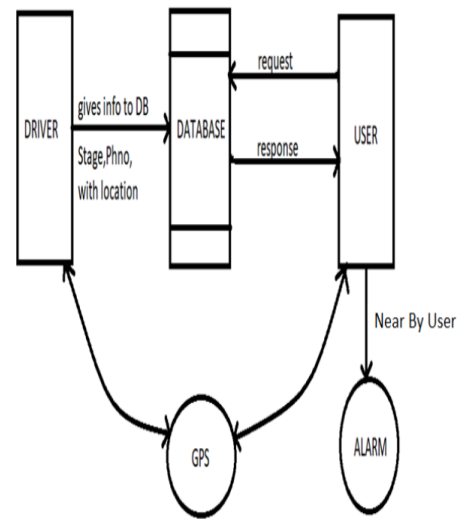 DRIVER
gives info to DB
Stage,Phno,
with location
DATABASE
request
response
USER
Near By User
GPS
ALARM